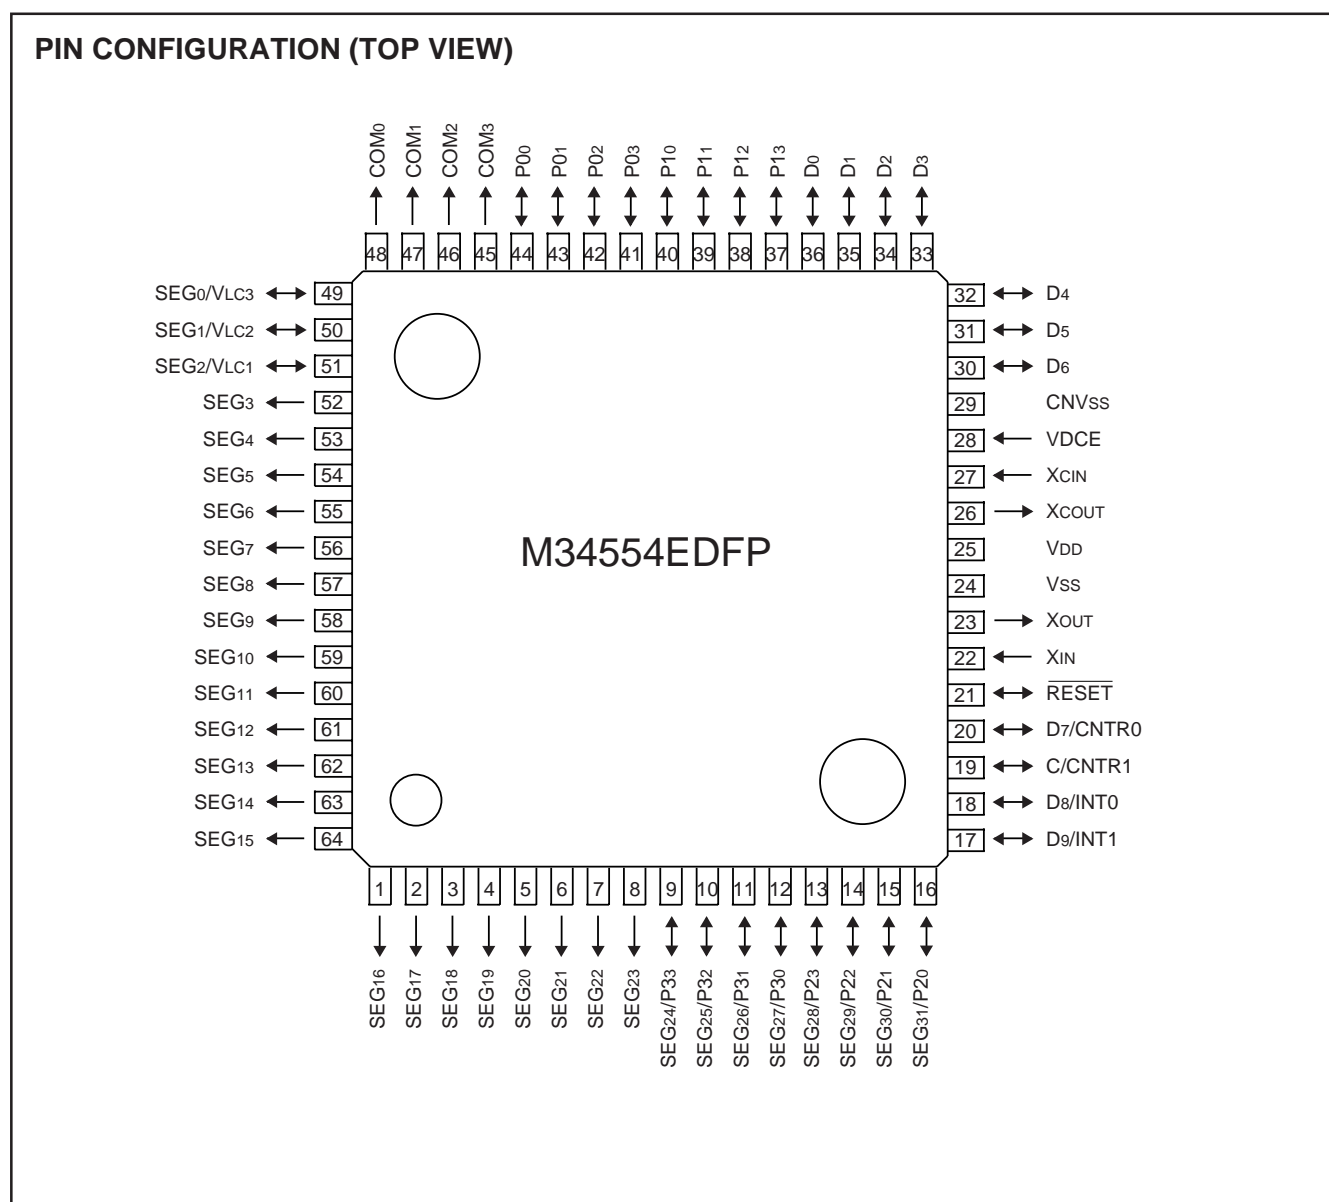 PIN CONFIGURATION (TOP VIEW)
COM0
COM1
COM2
COM3
P00
P01
P02
P03
P10
P11
P12
P13
D0
D1
D2
D3
48
47
46
45
44
43
42
41
40
39
38
37
36
35
34
33
SEG0/VLC3 49
SEG1/VLC2 50
SEG2/VLC1 51
SEG3 52
SEG4 53
SEG5 54
SEG6 55
SEG7 56
SEG8 57
SEG9 58
SEG10 59
SEG11 60
SEG12 61
SEG13 62
SEG14 63
SEG15 64
M34554EDFP
32 D4
31 D5
30 D6
29 CNVSS
28 VDCE
27 XCIN
26 XCOUT
25 VDD
24 VSS
23 XOUT
22 XIN
21 RESET
20 D7/CNTR0
19 C/CNTR1
18 D8/INT0
17 D9/INT1
1
2
3
4
5
6
7
8
9
10
11
12
13
14
15
16
SEG16
SEG17
SEG18
SEG19
SEG20
SEG21
SEG22
SEG23
SEG24/P33
SEG25/P32
SEG26/P31
SEG27/P30
SEG28/P23
SEG29/P22
SEG30/P21
SEG31/P20